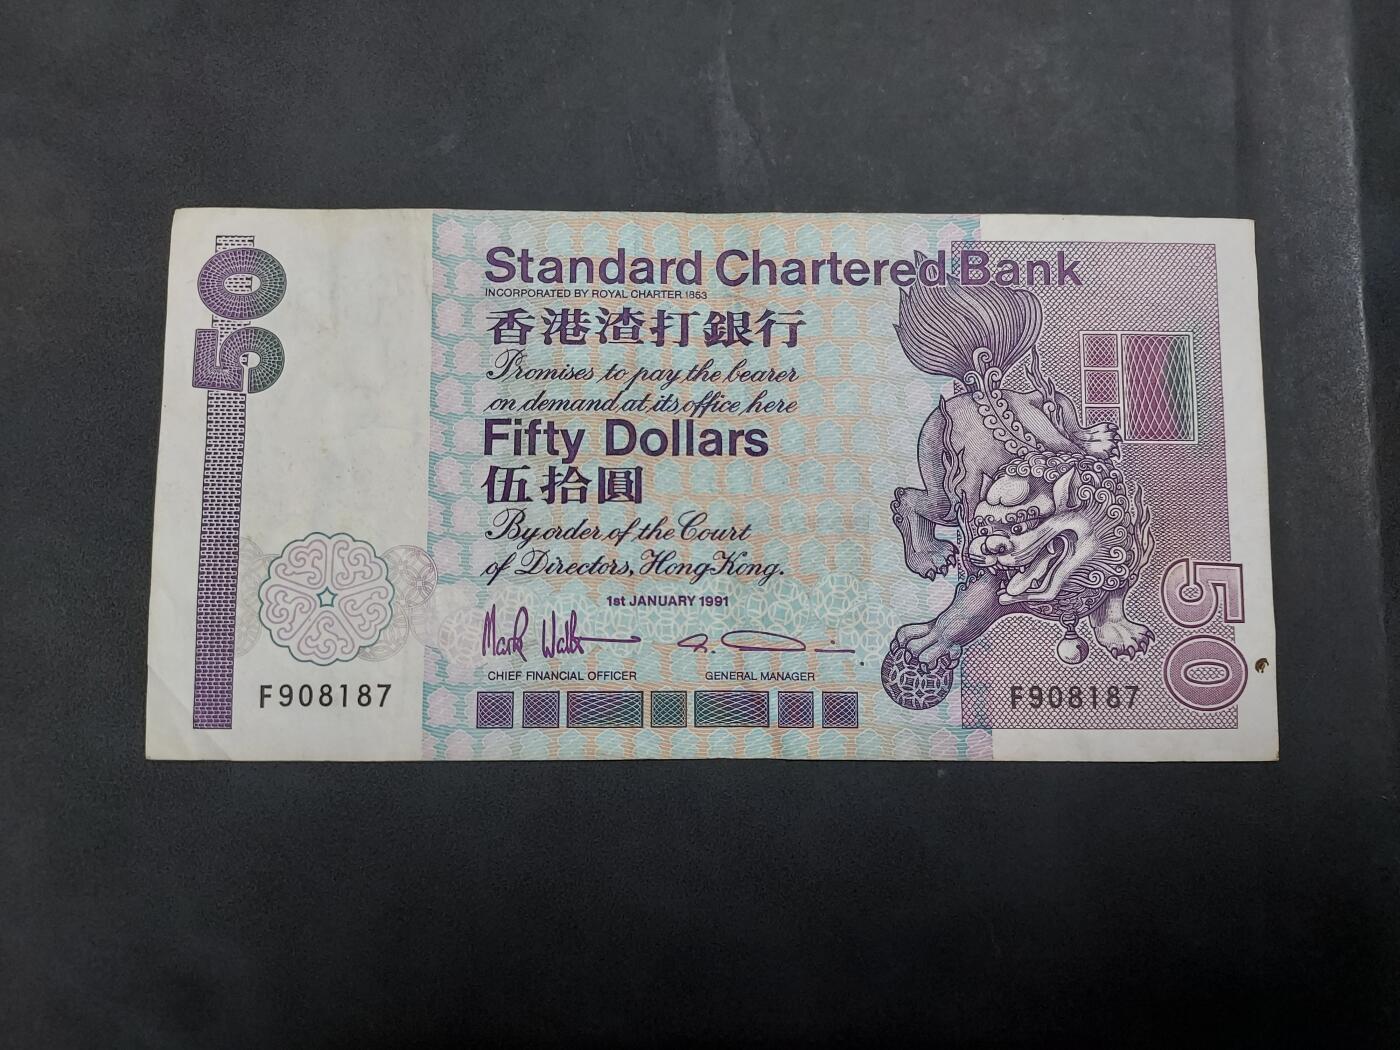 50
Standard Chartered Bank
INCORPORATED BY ROYAL CHARTER 1853
香港渣打銀行
Promises to pay the bearer
on demand at its office here
Fifty Dollars
伍拾圓
By order of the Court
of Directors, Hong Kong.
1st JANUARY 1991
CHIEF FINANCIAL OFFICER GENERAL MANAGER
F908187 F908187
50